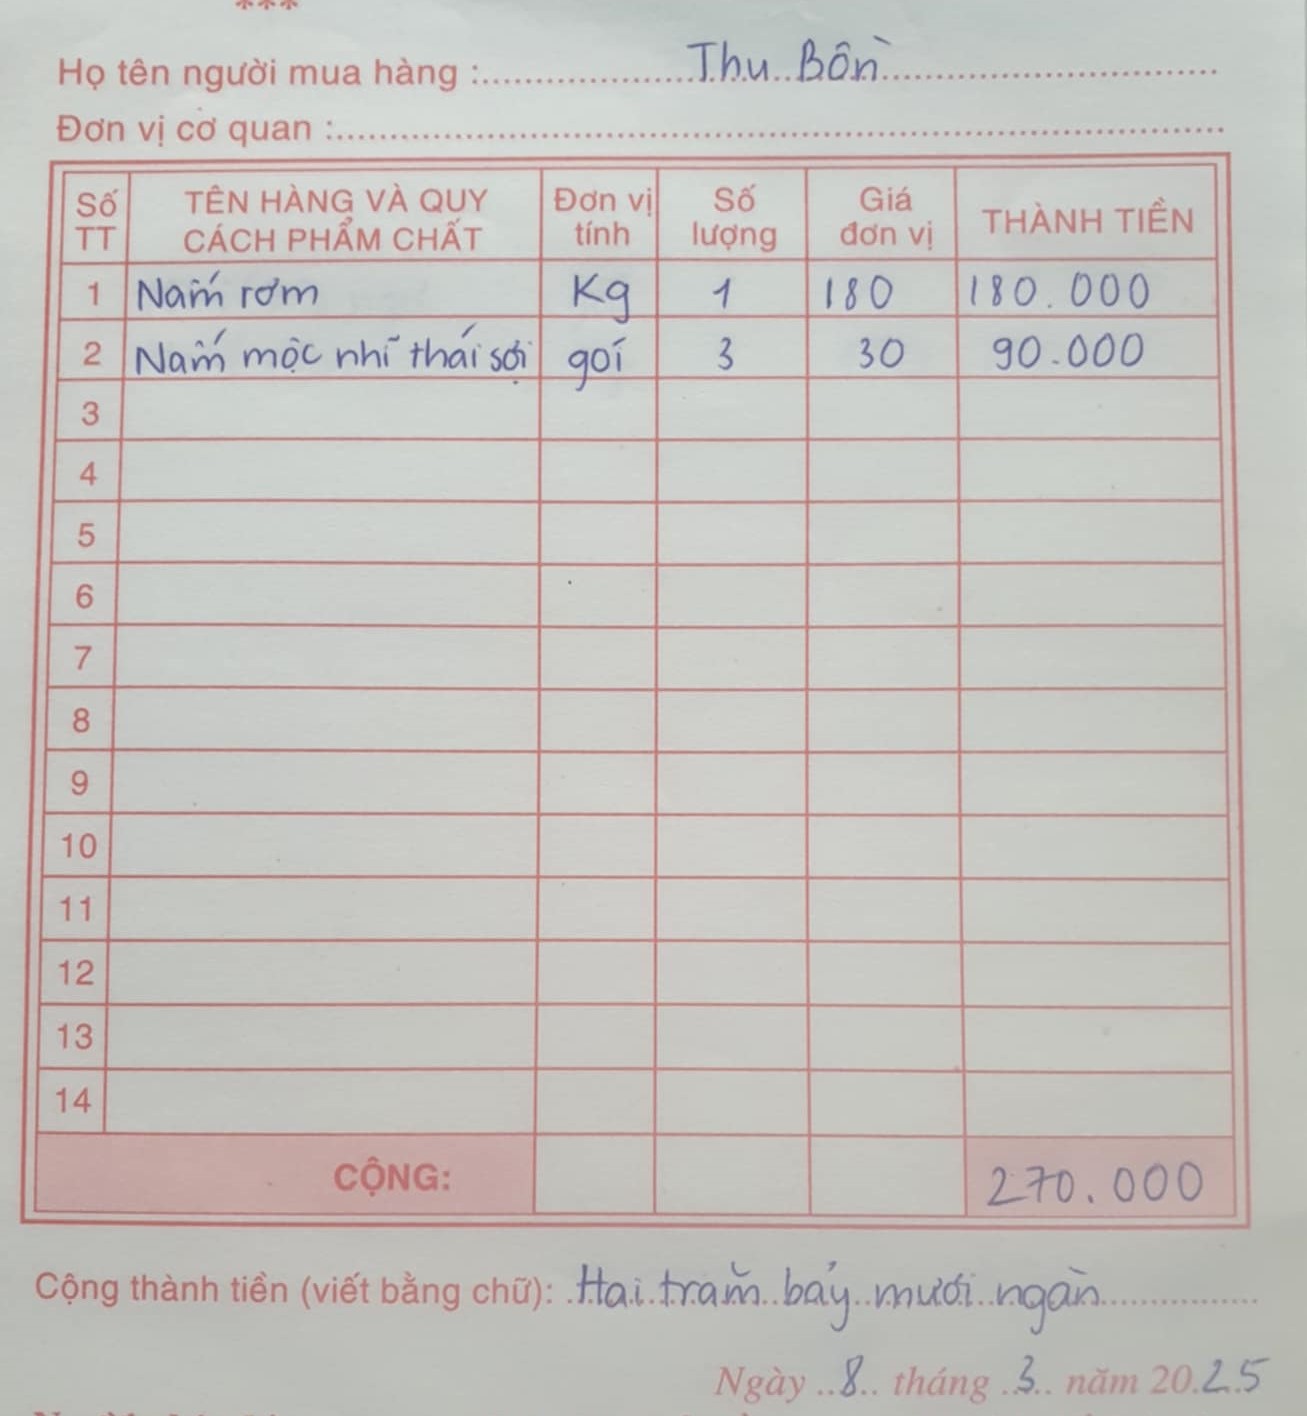 ***
Họ tên người mua hàng :..................Thu Bồn..................
Đơn vị cơ quan :............................................................
Số TT TÊN HÀNG VÀ QUY CÁCH PHẨM CHẤT Đơn vị tính Số lượng Giá đơn vị THÀNH TIỀN
1 Nấm rơm Kg 1 180 180.000
2 Nấm mộc nhĩ thái sợi gói 3 30 90.000
3
4
5
6
7
8
9
10
11
12
13
14
CỘNG: 270.000
Cộng thành tiền (viết bằng chữ): Hai trăm bảy mươi ngàn
Ngày 8 tháng 3 năm 2025